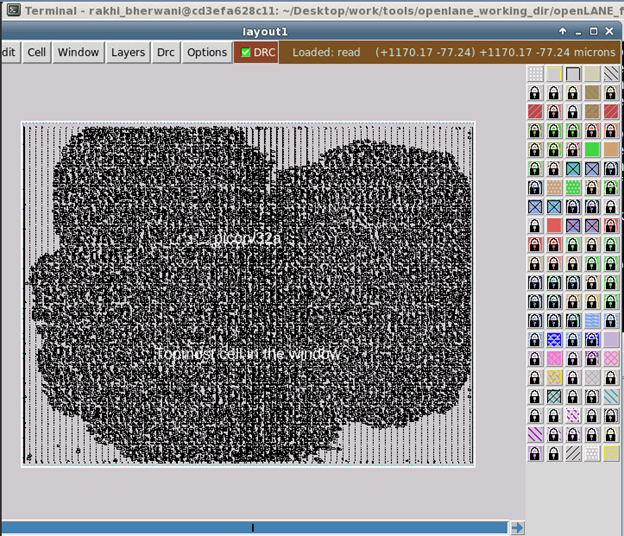 Terminal - rakhi_bherwani@cd3efa628c11: ~/Desktop/work/tools/openlane_working_dir/openLANE_f
layout1
dit Cell Window Layers Drc Options DRC Loaded: read (+1170.17 -77.24) +1170.17 -77.24 microns
picorv32a
Topmost cell in the window